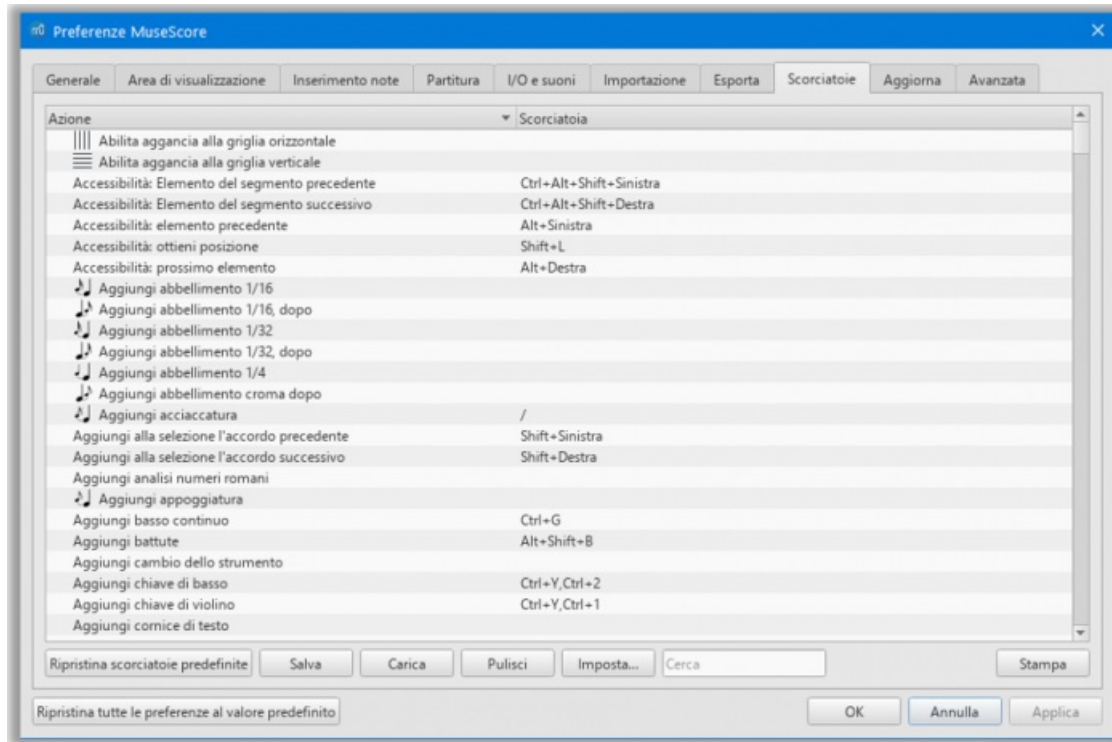 Preferenze MuseScore
Generale Area di visualizzazione Inserimento note Partitura I/O e suoni Importazione Esporta Scorciatoie Aggiorna Avanzata
Azione Scorciatoia
Abilita aggancia alla griglia orizzontale
Abilita aggancia alla griglia verticale
Accessibilità: Elemento del segmento precedente Ctrl+Alt+Shift+Sinistra
Accessibilità: Elemento del segmento successivo Ctrl+Alt+Shift+Destra
Accessibilità: elemento precedente Alt+Sinistra
Accessibilità: ottieni posizione Shift+L
Accessibilità: prossimo elemento Alt+Destra
Aggiungi abbellimento 1/16
Aggiungi abbellimento 1/16, dopo
Aggiungi abbellimento 1/32
Aggiungi abbellimento 1/32, dopo
Aggiungi abbellimento 1/4
Aggiungi abbellimento croma dopo
Aggiungi acciaccatura /
Aggiungi alla selezione l'accordo precedente Shift+Sinistra
Aggiungi alla selezione l'accordo successivo Shift+Destra
Aggiungi analisi numeri romani
Aggiungi appoggiatura
Aggiungi basso continuo Ctrl+G
Aggiungi battute Alt+Shift+B
Aggiungi cambio dello strumento
Aggiungi chiave di basso Ctrl+Y,Ctrl+2
Aggiungi chiave di violino Ctrl+Y,Ctrl+1
Aggiungi cornice di testo
Ripristina scorciatoie predefinite Salva Carica Pulisci Imposta... Cerca Stampa
Ripristina tutte le preferenze al valore predefinito OK Annulla Applica